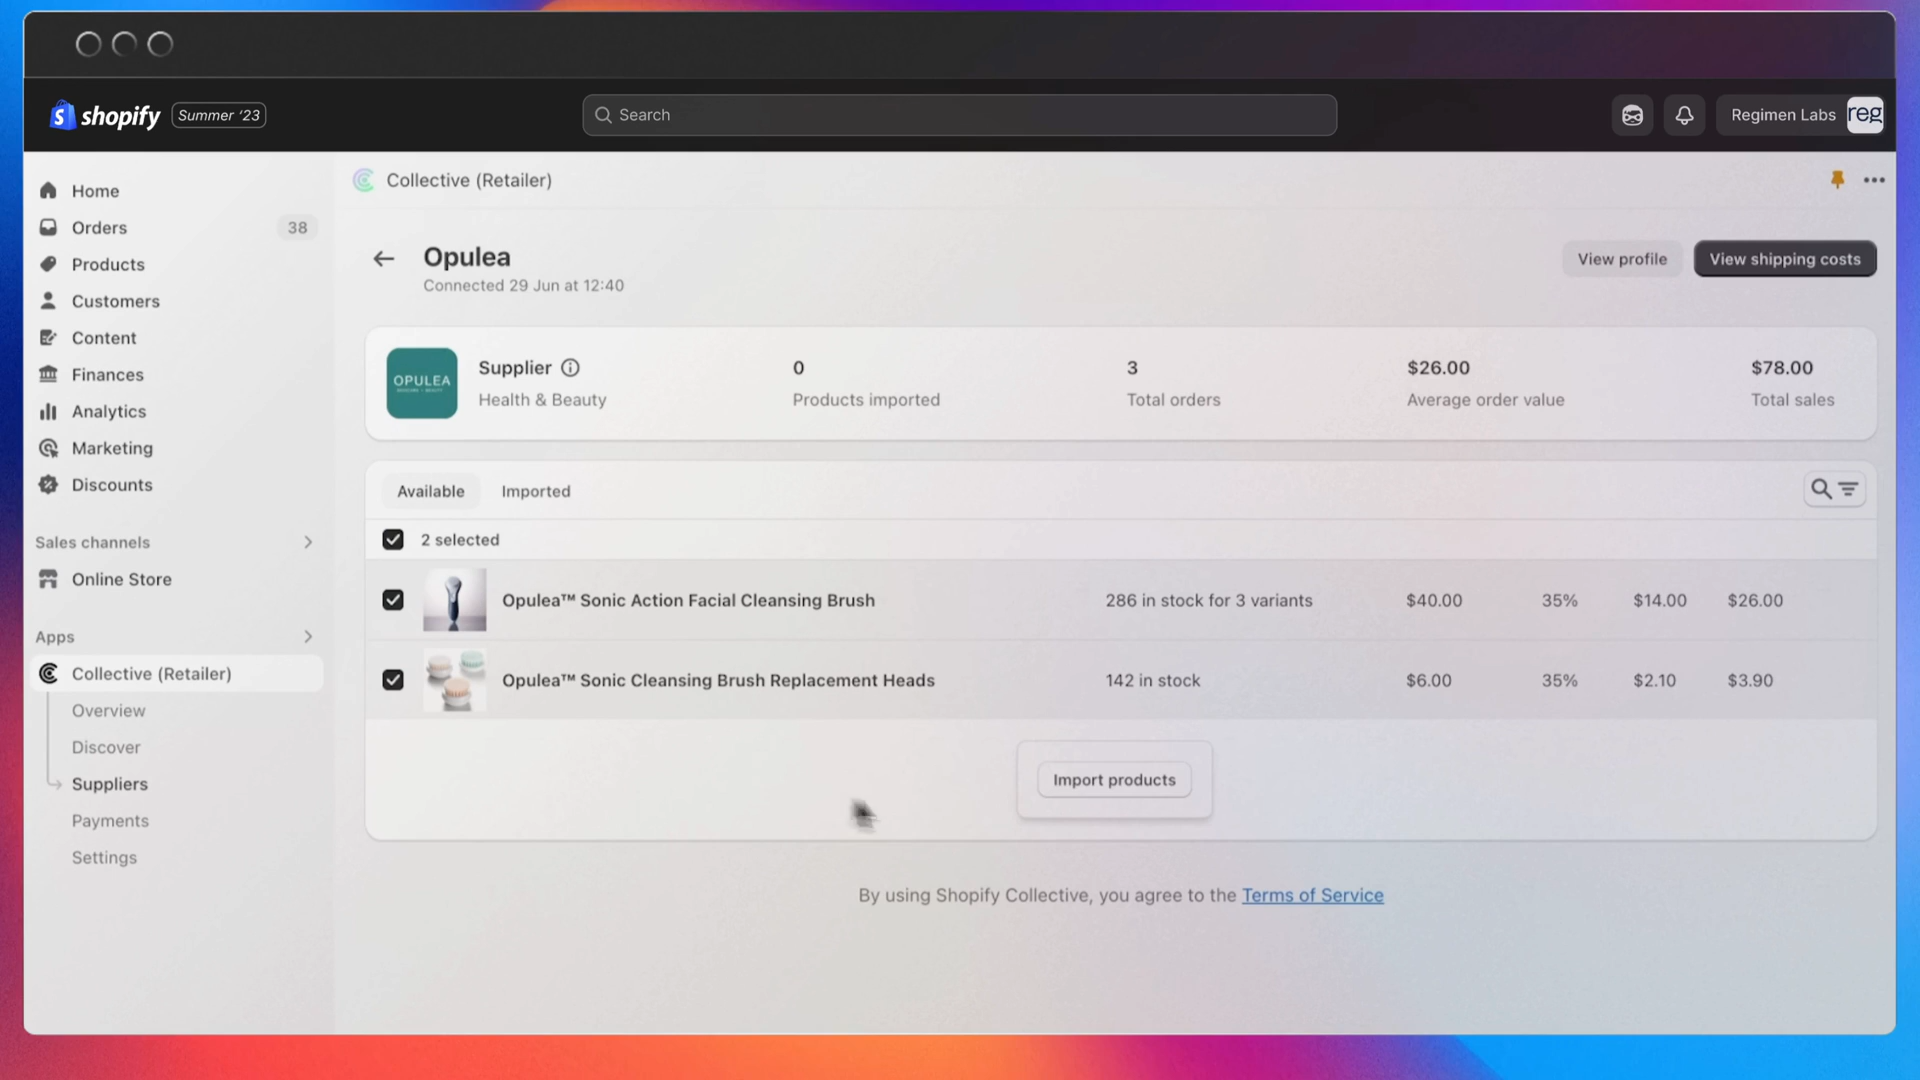 shopify Summer ‘23
Search
Regimen Labs reg
Home
Orders 38
Products
Customers
Content
Finances
Analytics
Marketing
Discounts
Sales channels
Online Store
Apps
Collective (Retailer)
Overview
Discover
Suppliers
Payments
Settings
Collective (Retailer)
Opulea
Connected 29 Jun at 12:40
View profile
View shipping costs
OPULEA
Supplier
Health & Beauty
0
Products imported
3
Total orders
$26.00
Average order value
$78.00
Total sales
Available Imported
2 selected
Opulea™ Sonic Action Facial Cleansing Brush 286 in stock for 3 variants $40.00 35% $14.00 $26.00
Opulea™ Sonic Cleansing Brush Replacement Heads 142 in stock $6.00 35% $2.10 $3.90
Import products
By using Shopify Collective, you agree to the Terms of Service